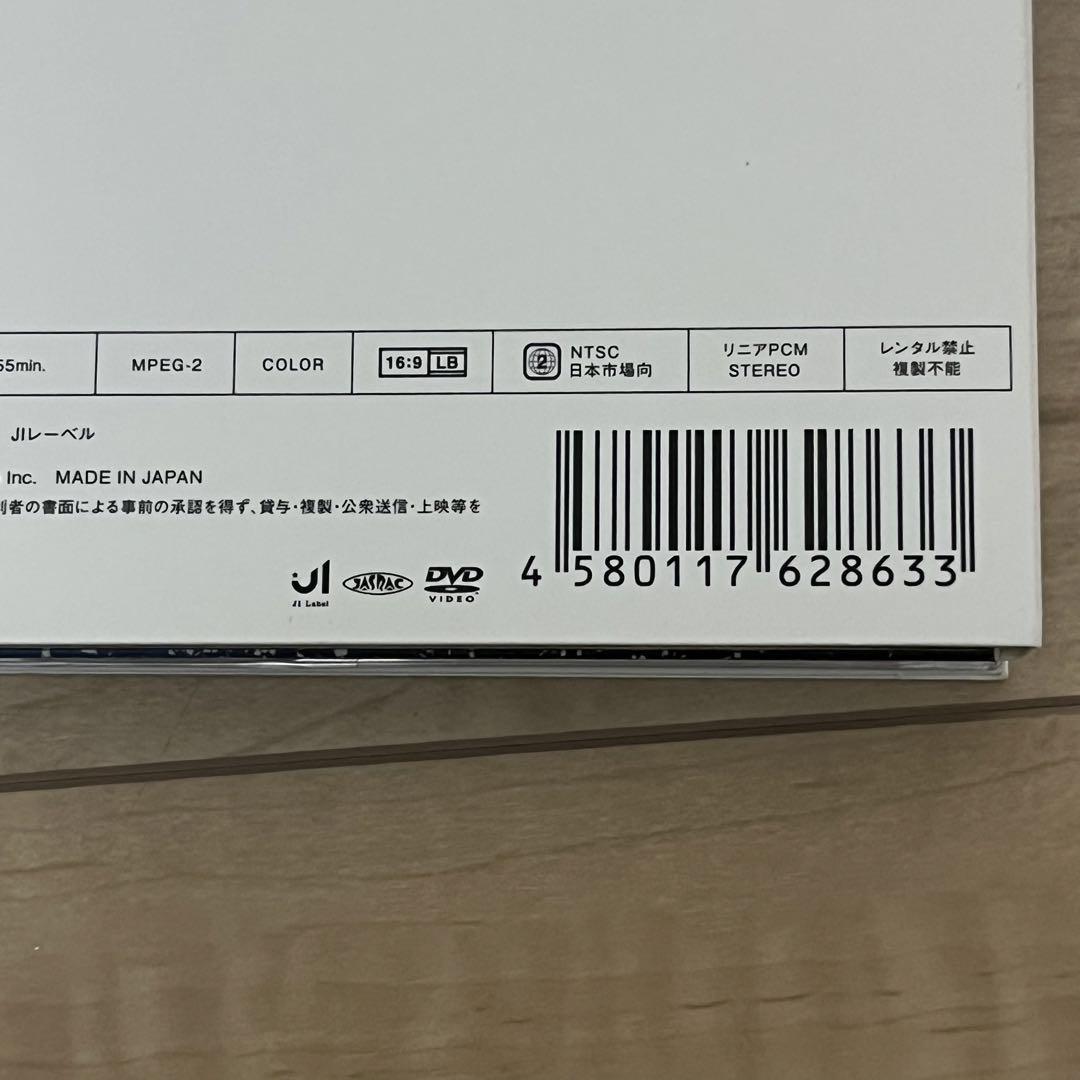 55min.
MPEG-2
COLOR
16:9 LB
2
NTSC
日本市場向
リニアPCM
STEREO
レンタル禁止
複製不能
JIレーベル
Inc. MADE IN JAPAN
者の書面による事前の承認を得ず、貸与・複製・公衆送信・上映等を
JI
JI Label
JASRAC
DVD
VIDEO
4 580117 628633